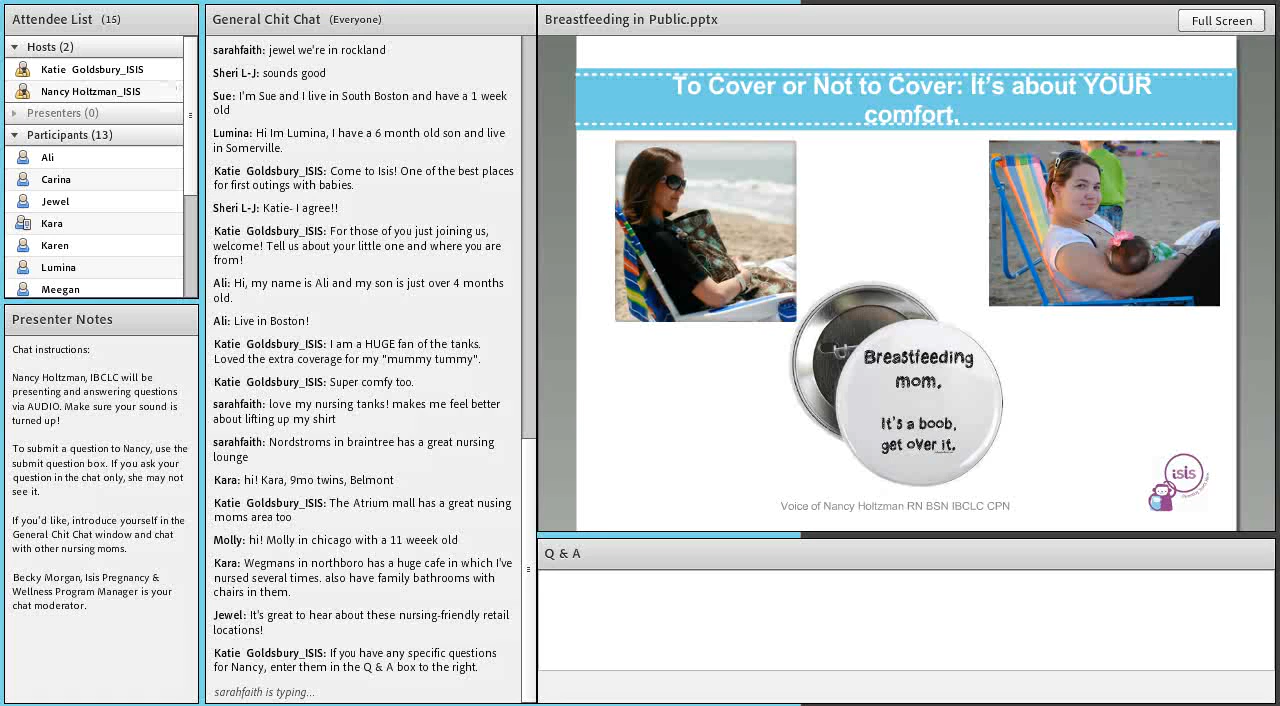 Attendee List (15)
Hosts (2)
Katie Goldsbury_ISIS
Nancy Holtzman_ISIS
Presenters (0)
Participants (13)
Ali
Carina
Jewel
Kara
Karen
Lumina
Meegan
Presenter Notes
Chat instructions:
Nancy Holtzman, IBCLC will be
presenting and answering questions
via AUDIO. Make sure your sound is
turned up!
To submit a question to Nancy, use the
submit question box. If you ask your
question in the chat only, she may not
see it.
If you'd like, introduce yourself in the
General Chit Chat window and chat
with other nursing moms.
Becky Morgan, Isis Pregnancy &
Wellness Program Manager is your
chat moderator.
General Chit Chat (Everyone)
sarahfaith: jewel we're in rockland
Sheri L-J: sounds good
Sue: I'm Sue and I live in South Boston and have a 1 week
old
Lumina: Hi Im Lumina, I have a 6 month old son and live
in Somerville.
Katie Goldsbury_ISIS: Come to Isis! One of the best places
for first outings with babies.
Sheri L-J: Katie- I agree!!
Katie Goldsbury_ISIS: For those of you just joining us,
welcome! Tell us about your little one and where you are
from!
Ali: Hi, my name is Ali and my son is just over 4 months
old.
Ali: Live in Boston!
Katie Goldsbury_ISIS: I am a HUGE fan of the tanks.
Loved the extra coverage for my "mummy tummy".
Katie Goldsbury_ISIS: Super comfy too.
sarahfaith: love my nursing tanks! makes me feel better
about lifting up my shirt
sarahfaith: Nordstroms in braintree has a great nursing
lounge
Kara: hi! Kara, 9mo twins, Belmont
Katie Goldsbury_ISIS: The Atrium mall has a great nusing
moms area too
Molly: hi! Molly in chicago with a 11 weeek old
Kara: Wegmans in northboro has a huge cafe in which I've
nursed several times. also have family bathrooms with
chairs in them.
Jewel: It's great to hear about these nursing-friendly retail
locations!
Katie Goldsbury_ISIS: If you have any specific questions
for Nancy, enter them in the Q & A box to the right.
sarahfaith is typing...
Breastfeeding in Public.pptx
Full Screen
To Cover or Not to Cover: It's about YOUR
comfort.
Breastfeeding
mom.
It's a boob,
get over it.
isis
Voice of Nancy Holtzman RN BSN IBCLC CPN
Q & A